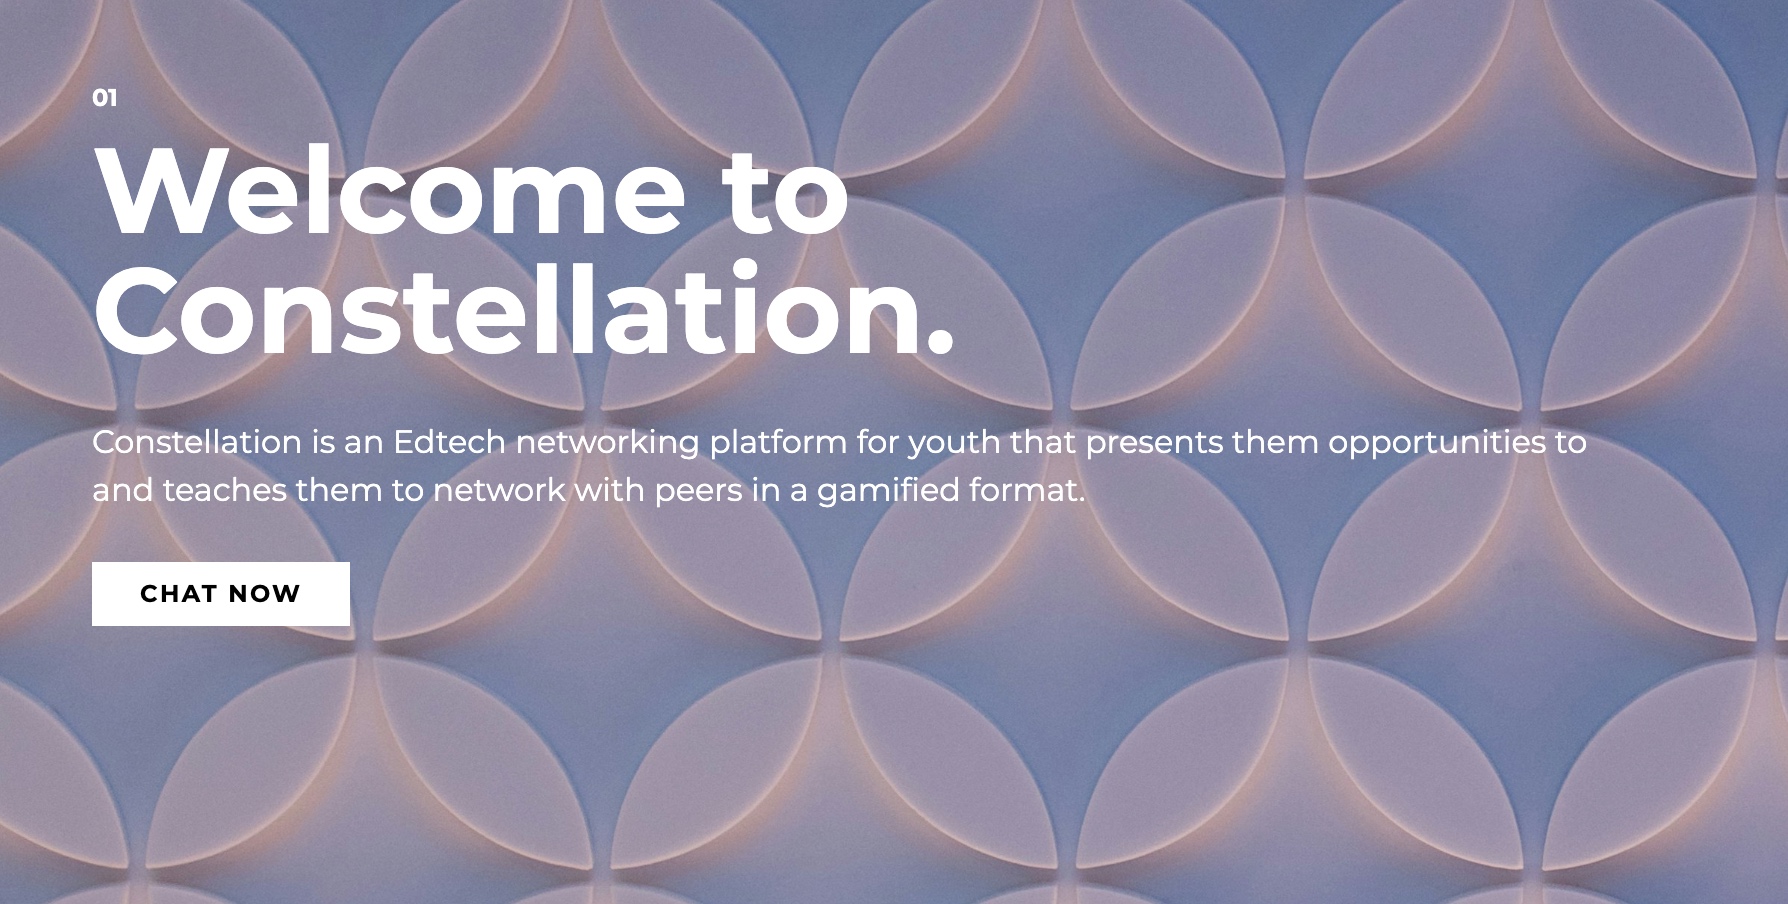 01
Welcome to
Constellation.
Constellation is an Edtech networking platform for youth that presents them opportunities to
and teaches them to network with peers in a gamified format.
CHAT NOW